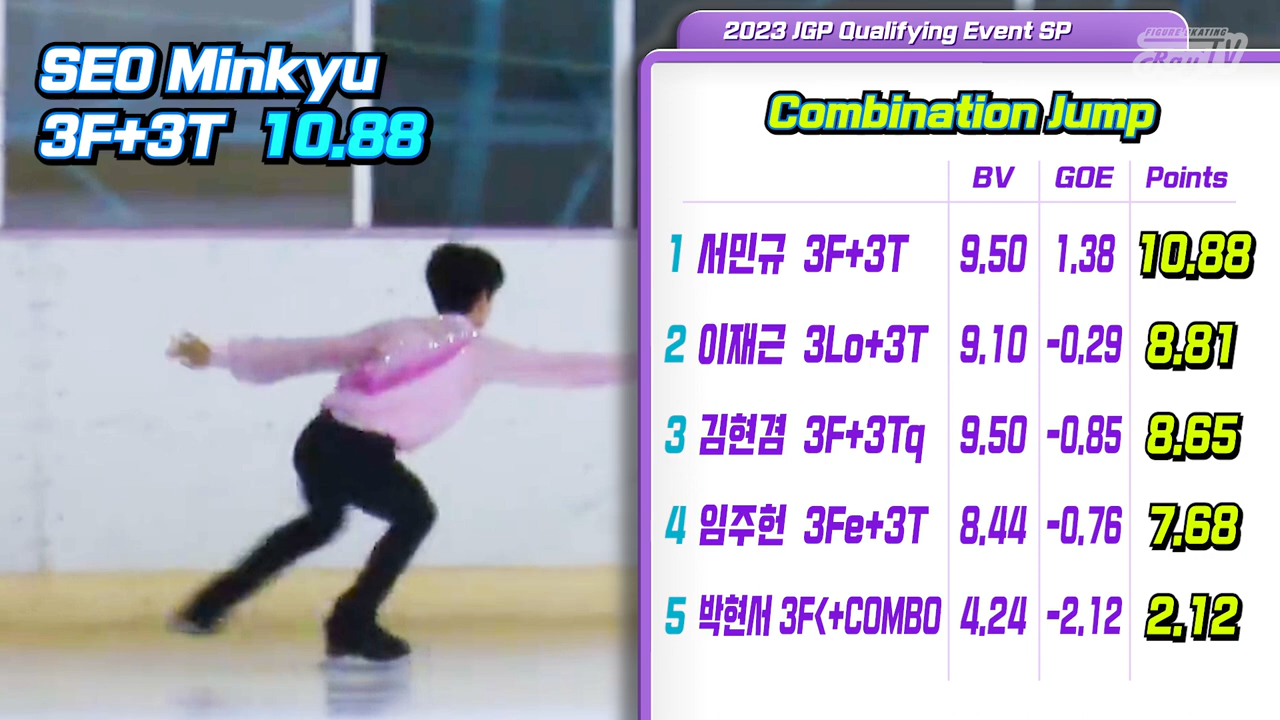 SEO Minkyu
3F+3T 10.88
2023 JGP Qualifying Event SP
FIGURE SKATING
Ray TV
Combination Jump
BV GOE Points
1 서민규 3F+3T 9.50 1.38 10.88
2 이재근 3Lo+3T 9.10 -0.29 8.81
3 김현겸 3F+3Tq 9.50 -0.85 8.65
4 임주헌 3Fe+3T 8.44 -0.76 7.68
5 박현서 3F<+COMBO 4.24 -2.12 2.12